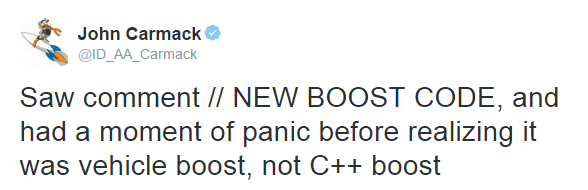 John Carmack
@ID_AA_Carmack
Saw comment // NEW BOOST CODE, and
had a moment of panic before realizing it
was vehicle boost, not C++ boost